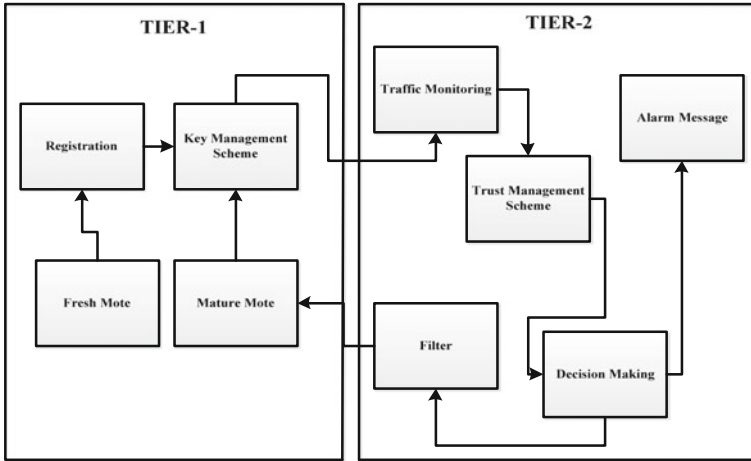 TIER-1
Registration
Key Management
Scheme
Fresh Mote
Mature Mote
TIER-2
Traffic Monitoring
Alarm Message
Trust Management
Scheme
Filter
Decision Making